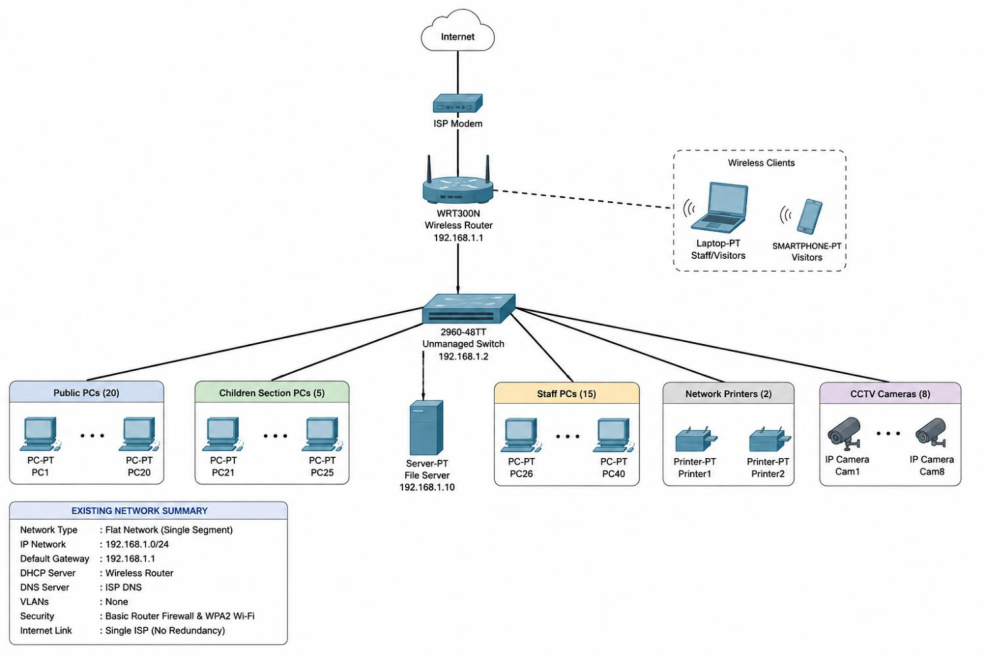 Internet
ISP Modem
WRT300N
Wireless Router
192.168.1.1
Wireless Clients
Laptop-PT
Staff/Visitors
SMARTPHONE-PT
Visitors
2960-48TT
Unmanaged Switch
192.168.1.2
Public PCs (20)
PC-PT
PC1
PC-PT
PC20
Children Section PCs (5)
PC-PT
PC21
PC-PT
PC25
Server-PT
File Server
192.168.1.10
Staff PCs (15)
PC-PT
PC26
PC-PT
PC40
Network Printers (2)
Printer-PT
Printer1
Printer-PT
Printer2
CCTV Cameras (8)
IP Camera
Cam1
IP Camera
Cam8
EXISTING NETWORK SUMMARY
Network Type : Flat Network (Single Segment)
IP Network : 192.168.1.0/24
Default Gateway : 192.168.1.1
DHCP Server : Wireless Router
DNS Server : ISP DNS
VLANs : None
Security : Basic Router Firewall & WPA2 Wi-Fi
Internet Link : Single ISP (No Redundancy)